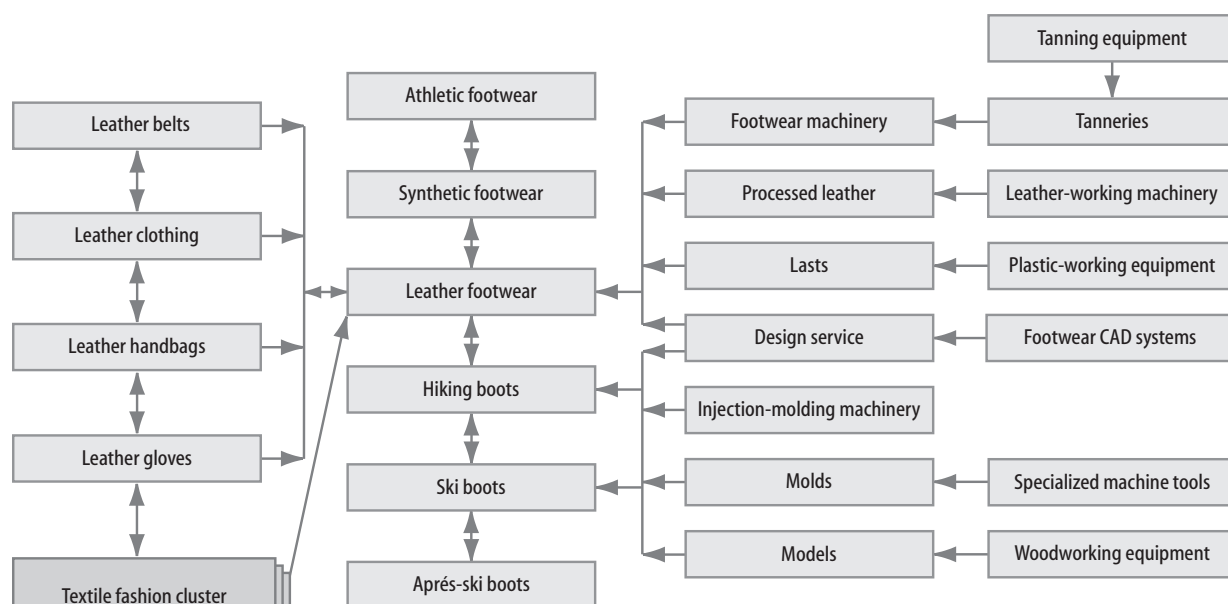 Tanning equipment
Athletic footwear
Leather belts
Footwear machinery
Tanneries
Synthetic footwear
Processed leather
Leather-working machinery
Leather clothing
Lasts
Plastic-working equipment
Leather footwear
Leather handbags
Design service
Footwear CAD systems
Hiking boots
Injection-molding machinery
Leather gloves
Ski boots
Molds
Specialized machine tools
Models
Woodworking equipment
Textile fashion cluster
Aprés-ski boots